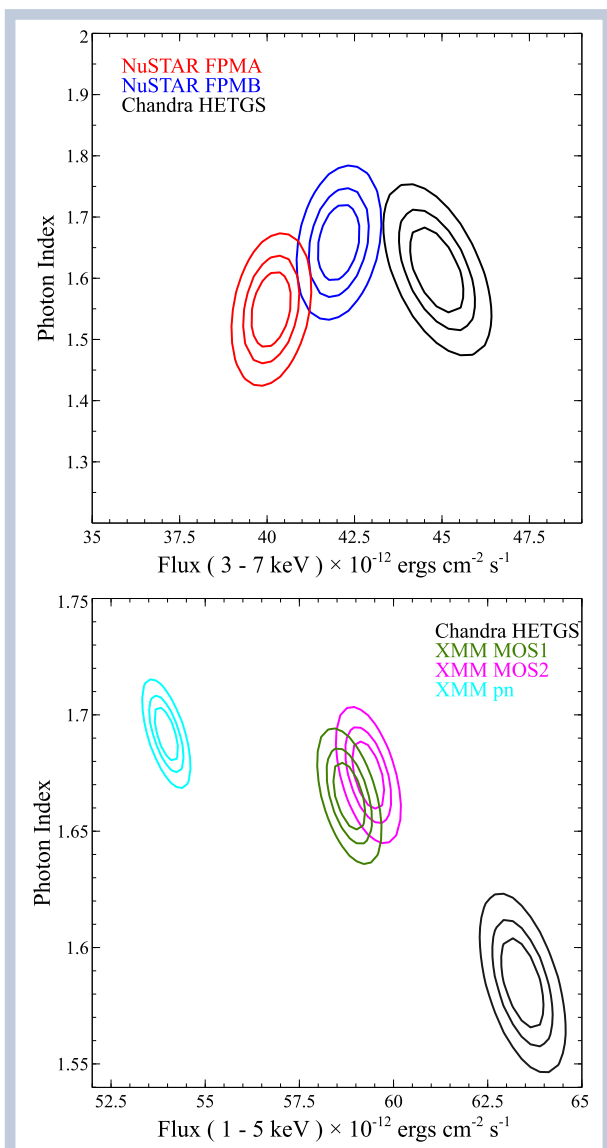 2
1.9
1.8
1.7
1.6
1.5
1.4
1.3
NuSTAR FPMA
NuSTAR FPMB
Chandra HETGS
Photon Index
35 37.5 40 42.5 45 47.5
Flux ( 3 - 7 keV ) × 10⁻¹² ergs cm⁻² s⁻¹
1.75
1.7
1.65
1.6
1.55
Chandra HETGS
XMM MOS1
XMM MOS2
XMM pn
Photon Index
52.5 55 57.5 60 62.5 65
Flux ( 1 - 5 keV ) × 10⁻¹² ergs cm⁻² s⁻¹